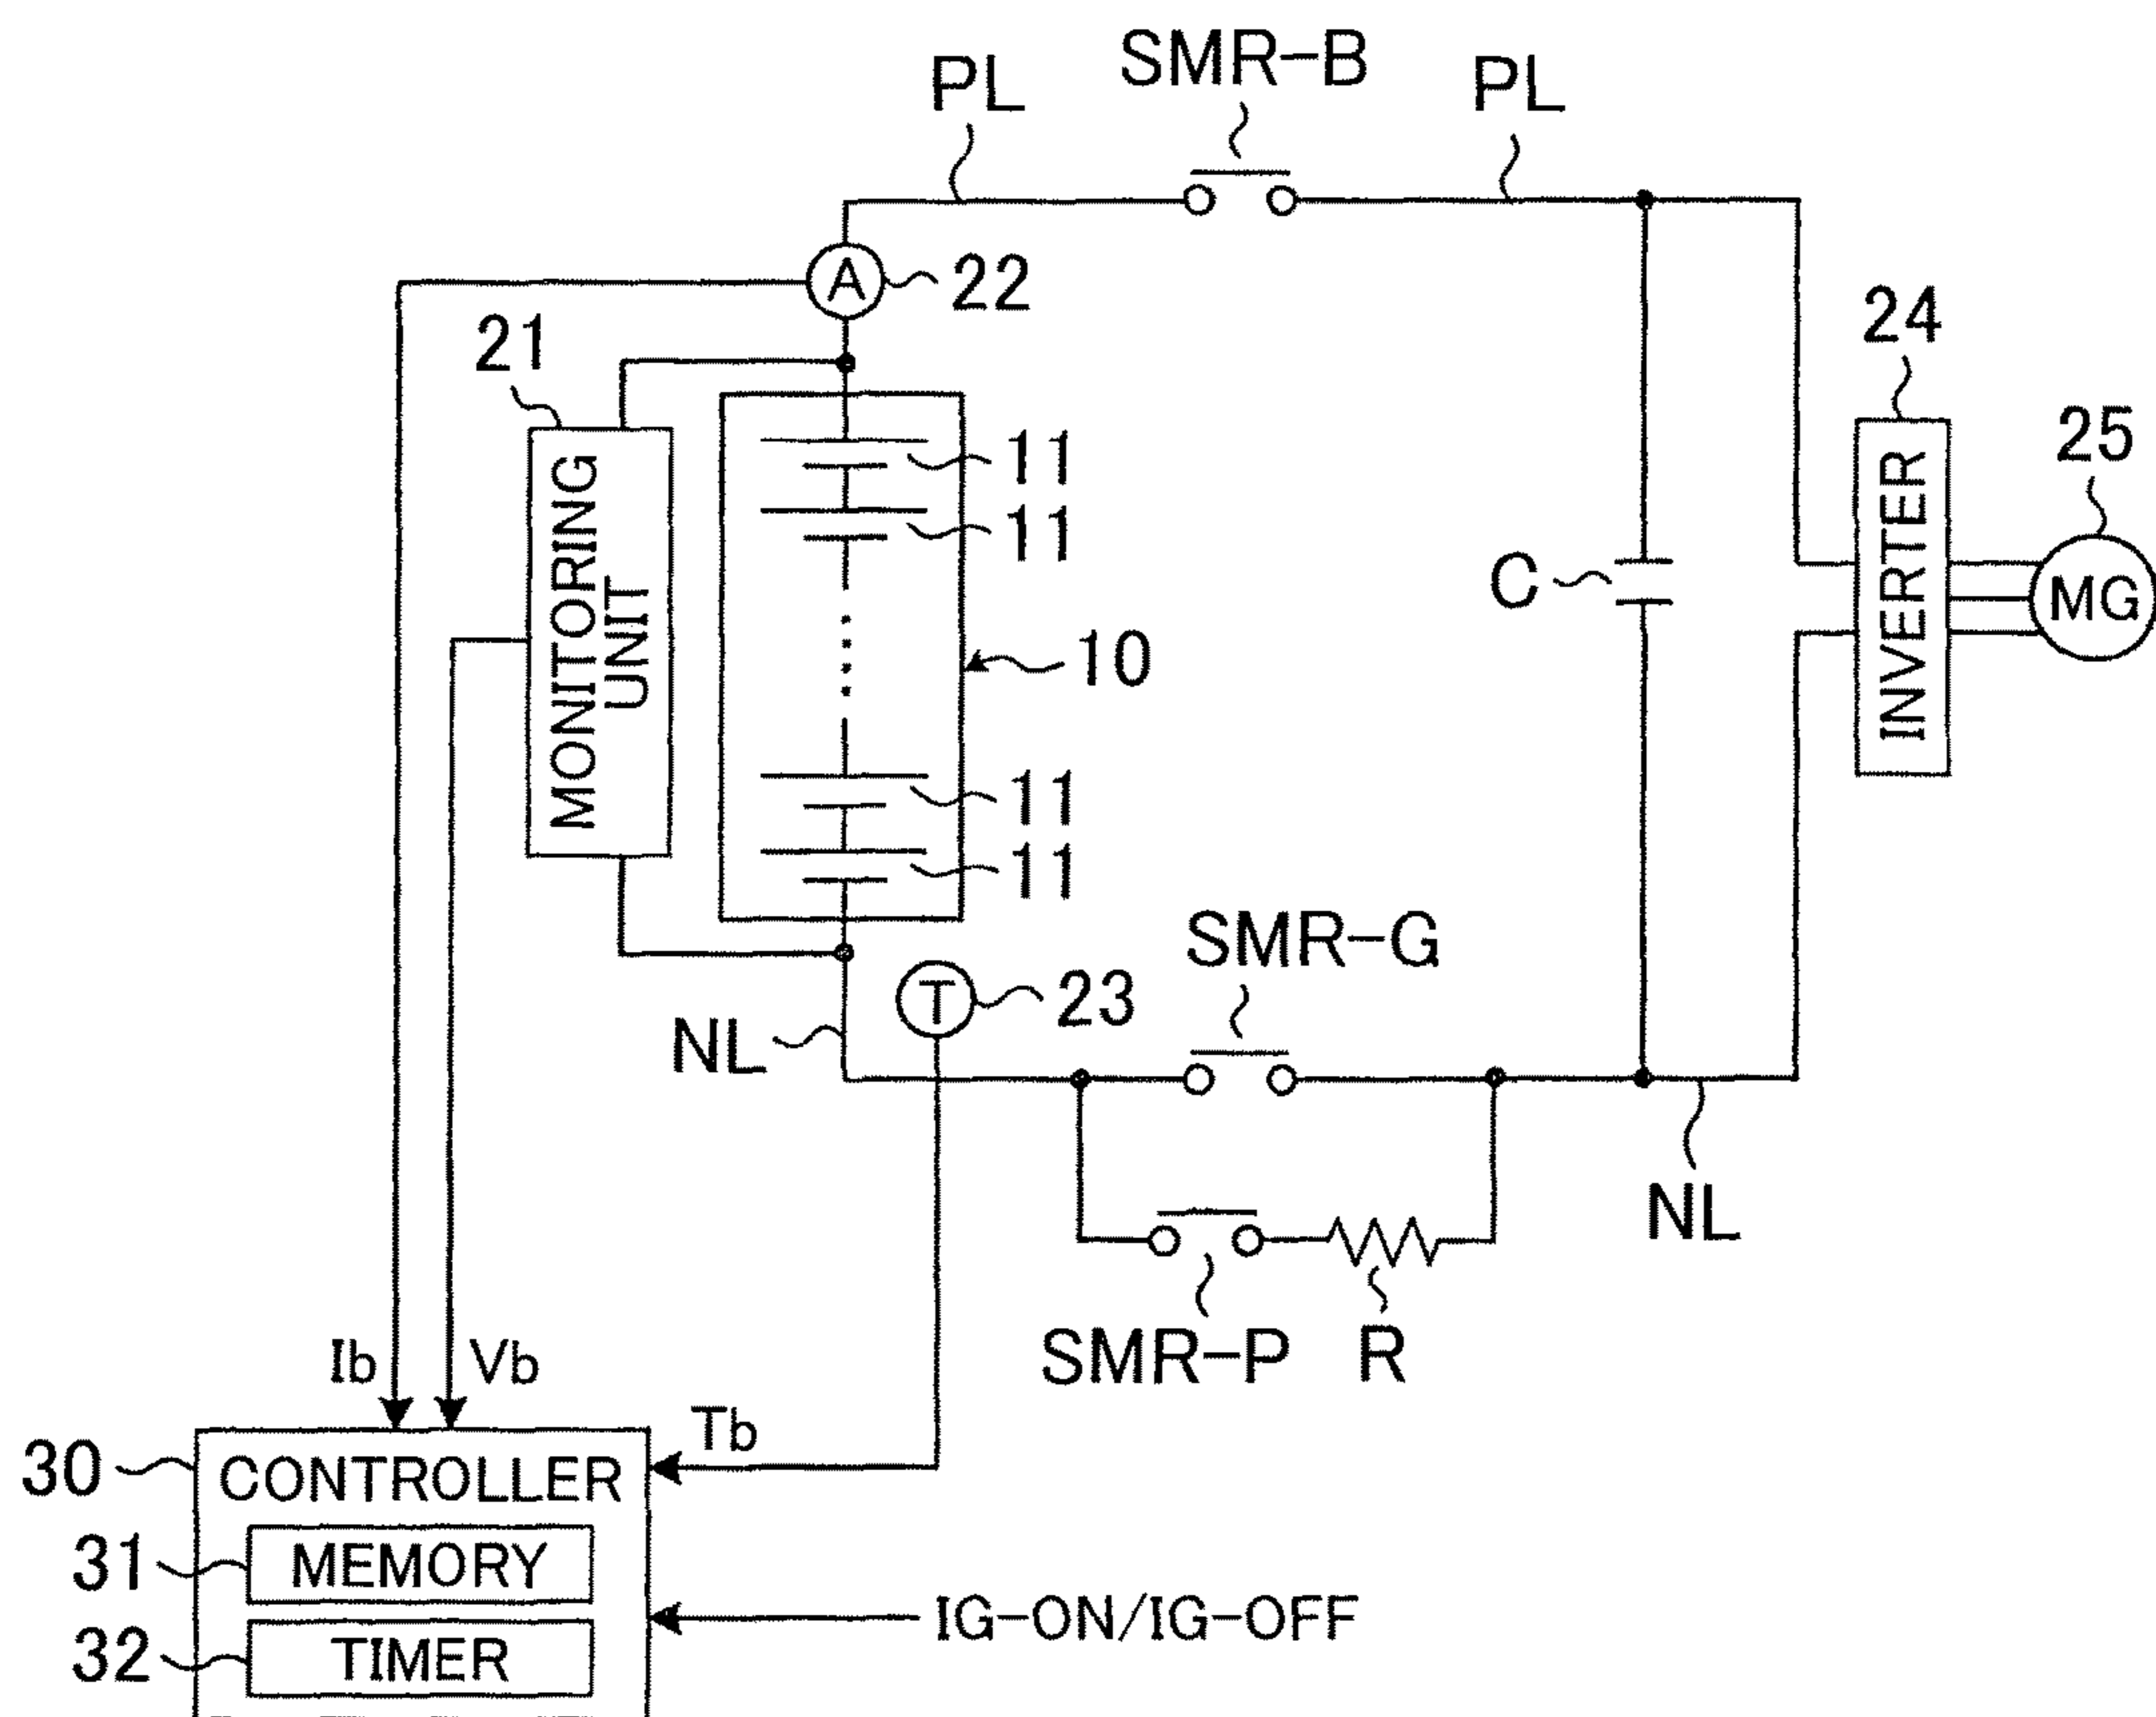 SMR-B
PL
PL
A
22
21
24
25
11
11
MONITORING
UNIT
C
INVERTER
MG
10
11
11
SMR-G
T
23
NL
NL
SMR-P
R
Ib
Vb
Tb
30
CONTROLLER
31
MEMORY
IG-ON/IG-OFF
32
TIMER